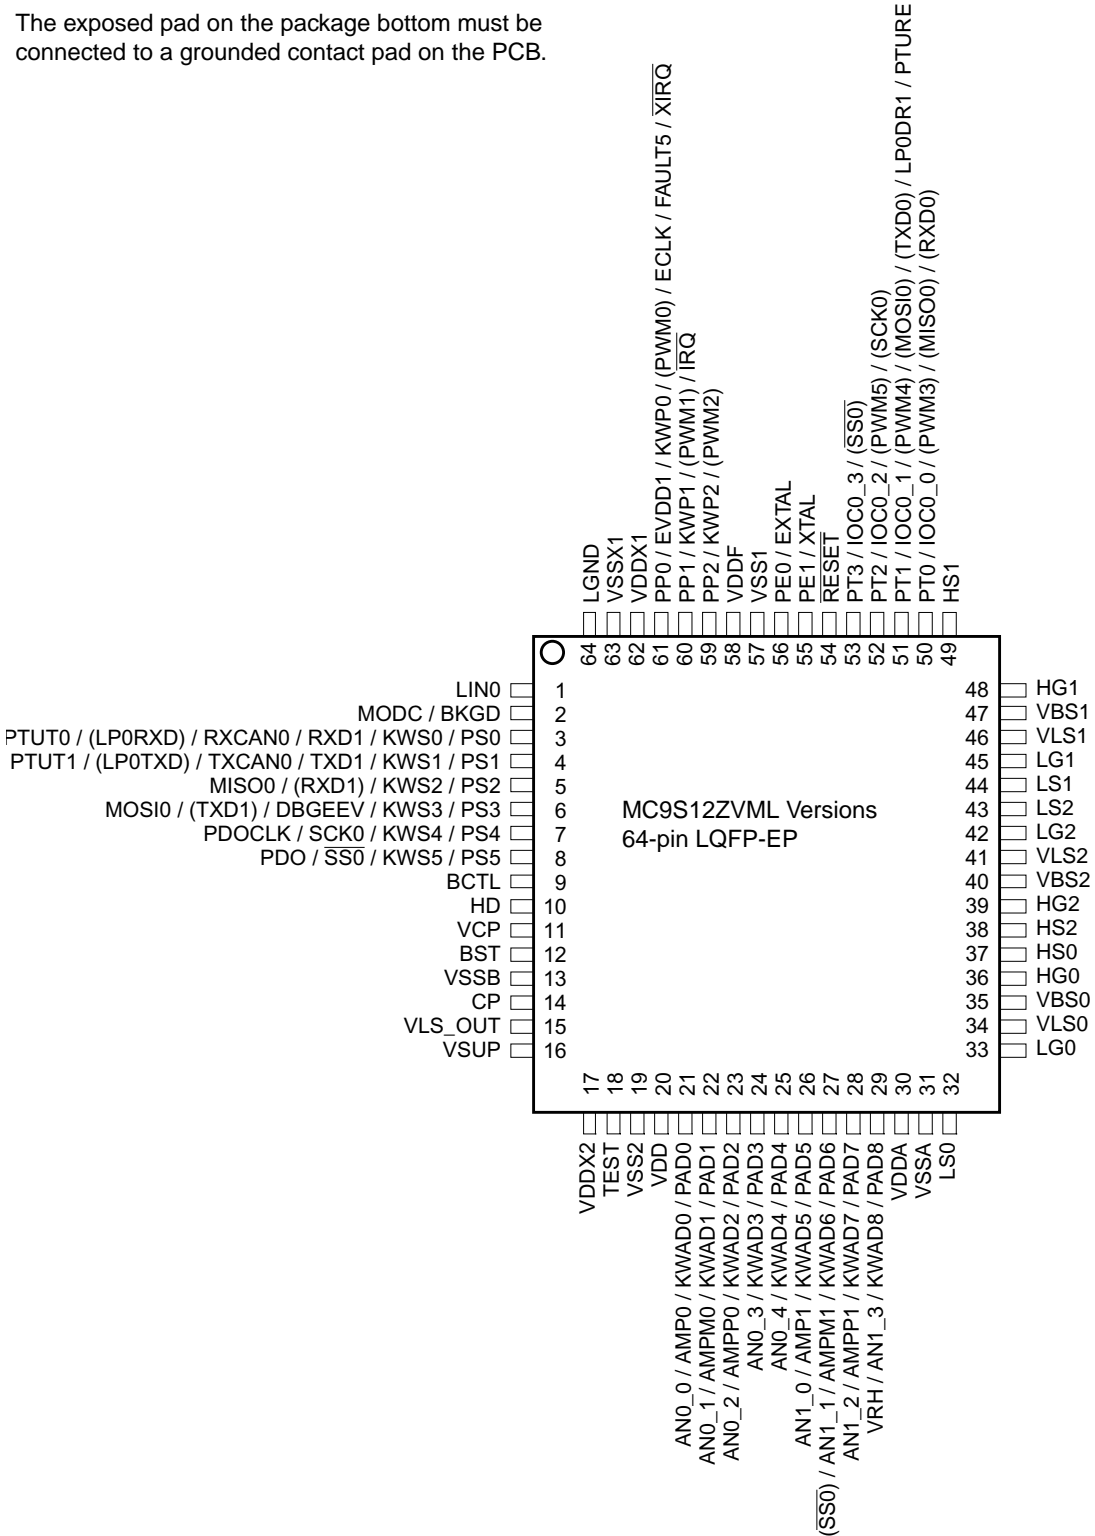 The exposed pad on the package bottom must be
connected to a grounded contact pad on the PCB.
LGND
VSSX1
VDDX1
PP0 / EVDD1 / KWP0 / (PWM0) / ECLK / FAULT5 / XIRQ
PP1 / KWP1 / (PWM1) / IRQ
PP2 / KWP2 / (PWM2)
VDDF
VSS1
PE0 / EXTAL
PE1 / XTAL
RESET
PT3 / IOC0_3 / (SS0)
PT2 / IOC0_2 / (PWM5) / (SCK0)
PT1 / IOC0_1 / (PWM4) / (MOSI0) / (TXD0) / LP0DR1 / PTURE
PT0 / IOC0_0 / (PWM3) / (MISO0) / (RXD0)
HS1
64
63
62
61
60
59
58
57
56
55
54
53
52
51
50
49
LIN0 1
MODC / BKGD 2
PTUT0 / (LP0RXD) / RXCAN0 / RXD1 / KWS0 / PS0 3
PTUT1 / (LP0TXD) / TXCAN0 / TXD1 / KWS1 / PS1 4
MISO0 / (RXD1) / KWS2 / PS2 5
MOSI0 / (TXD1) / DBGEEV / KWS3 / PS3 6
PDOCLK / SCK0 / KWS4 / PS4 7
PDO / SS0 / KWS5 / PS5 8
BCTL 9
HD 10
VCP 11
BST 12
VSSB 13
CP 14
VLS_OUT 15
VSUP 16
MC9S12ZVML Versions
64-pin LQFP-EP
48 HG1
47 VBS1
46 VLS1
45 LG1
44 LS1
43 LS2
42 LG2
41 VLS2
40 VBS2
39 HG2
38 HS2
37 HS0
36 HG0
35 VBS0
34 VLS0
33 LG0
17
18
19
20
21
22
23
24
25
26
27
28
29
30
31
32
VDDX2
TEST
VSS2
VDD
AN0_0 / AMP0 / KWAD0 / PAD0
AN0_1 / AMPM0 / KWAD1 / PAD1
AN0_2 / AMPP0 / KWAD2 / PAD2
AN0_3 / KWAD3 / PAD3
AN0_4 / KWAD4 / PAD4
AN1_0 / AMP1 / KWAD5 / PAD5
(SS0) / AN1_1 / AMPM1 / KWAD6 / PAD6
AN1_2 / AMPP1 / KWAD7 / PAD7
VRH / AN1_3 / KWAD8 / PAD8
VDDA
VSSA
LS0